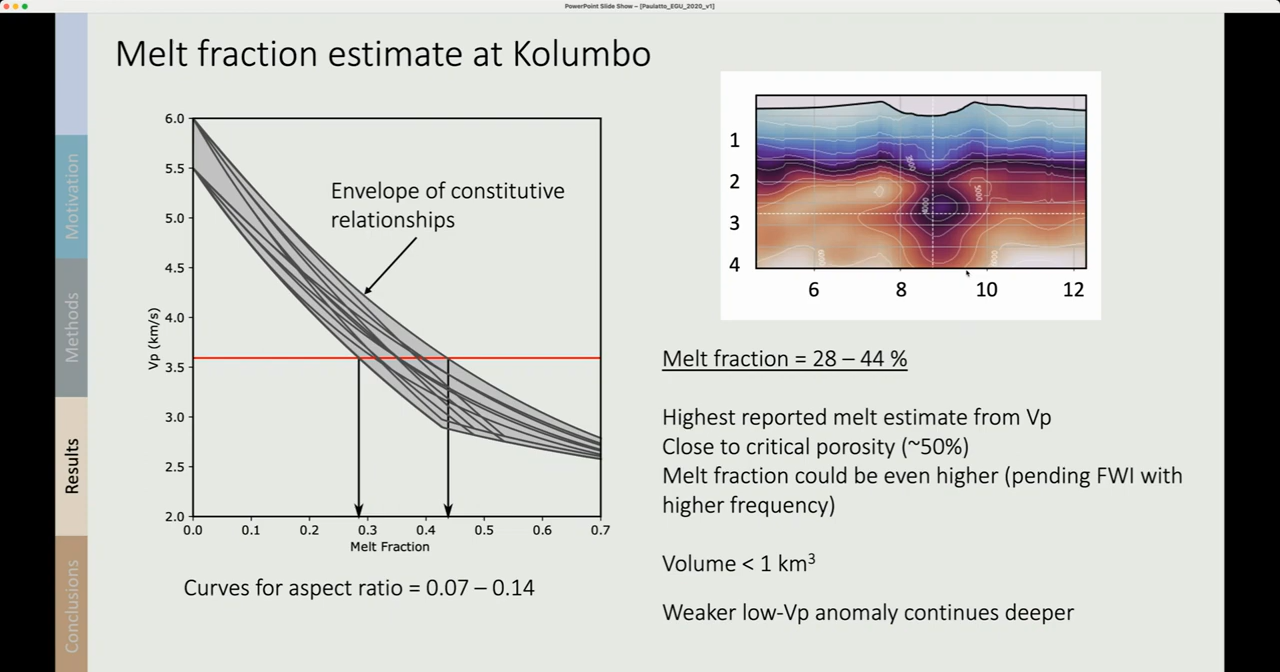 PowerPoint Slide Show – [Paulatto_EGU_2020_v1]
Motivation
Methods
Results
Conclusions
Melt fraction estimate at Kolumbo
6.0
5.5
5.0
4.5
4.0
3.5
3.0
2.5
2.0
Vp (km/s)
0.0 0.1 0.2 0.3 0.4 0.5 0.6 0.7
Melt Fraction
Envelope of constitutive
relationships
Curves for aspect ratio = 0.07 – 0.14
1
2
3
4
4000
5000
6 8 10 12
Melt fraction = 28 – 44 %
Highest reported melt estimate from Vp
Close to critical porosity (~50%)
Melt fraction could be even higher (pending FWI with
higher frequency)
Volume < 1 km³
Weaker low-Vp anomaly continues deeper